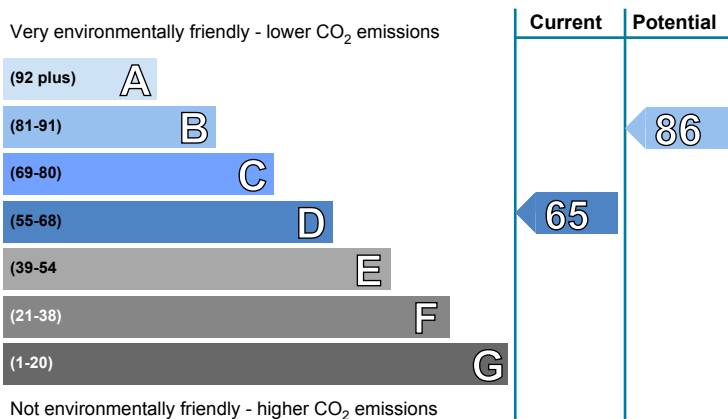 Current Potential
Very environmentally friendly - lower CO₂ emissions
(92 plus) A
(81-91) B
86
(69-80) C
(55-68) D
65
(39-54 E
(21-38) F
(1-20) G
Not environmentally friendly - higher CO₂ emissions